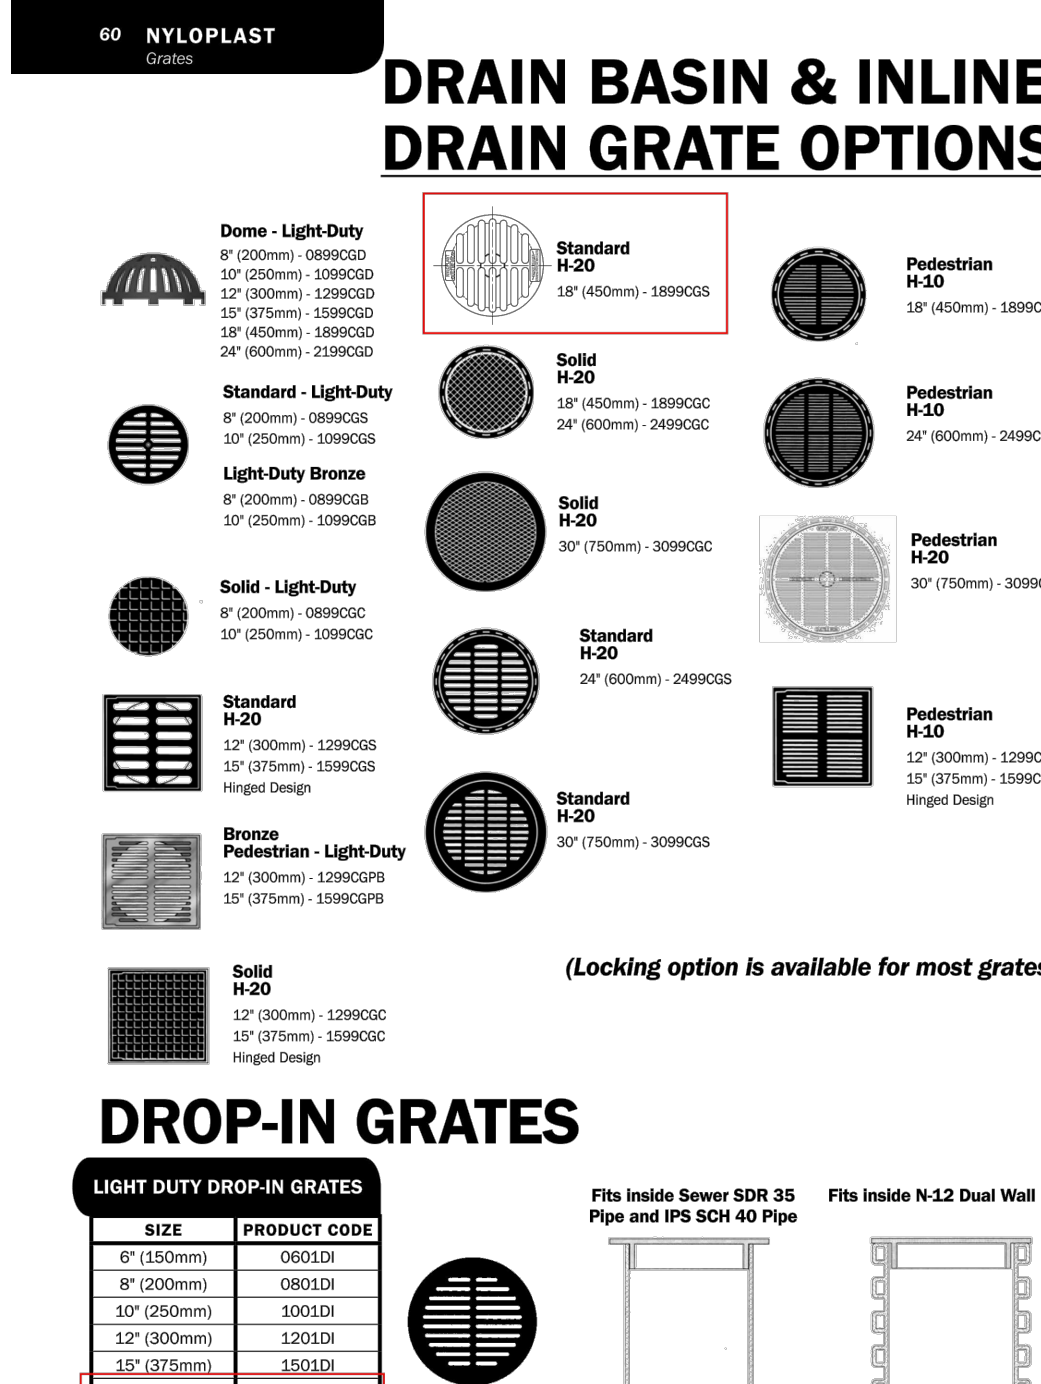 60 NYLOPLAST
Grates
DRAIN BASIN & INLINE
DRAIN GRATE OPTIONS
Dome - Light-Duty
8" (200mm) - 0899CGD
10" (250mm) - 1099CGD
12" (300mm) - 1299CGD
15" (375mm) - 1599CGD
18" (450mm) - 1899CGD
24" (600mm) - 2199CGD
Standard - Light-Duty
8" (200mm) - 0899CGS
10" (250mm) - 1099CGS
Light-Duty Bronze
8" (200mm) - 0899CGB
10" (250mm) - 1099CGB
Solid - Light-Duty
8" (200mm) - 0899CGC
10" (250mm) - 1099CGC
Standard
H-20
12" (300mm) - 1299CGS
15" (375mm) - 1599CGS
Hinged Design
Bronze
Pedestrian - Light-Duty
12" (300mm) - 1299CGPB
15" (375mm) - 1599CGPB
Solid
H-20
12" (300mm) - 1299CGC
15" (375mm) - 1599CGC
Hinged Design
Standard
H-20
18" (450mm) - 1899CGS
Solid
H-20
18" (450mm) - 1899CGC
24" (600mm) - 2499CGC
Solid
H-20
30" (750mm) - 3099CGC
Standard
H-20
24" (600mm) - 2499CGS
Standard
H-20
30" (750mm) - 3099CGS
Pedestrian
H-10
18" (450mm) - 1899C
Pedestrian
H-10
24" (600mm) - 2499C
Pedestrian
H-20
30" (750mm) - 3099
Pedestrian
H-10
12" (300mm) - 1299C
15" (375mm) - 1599C
Hinged Design
(Locking option is available for most grates
DROP-IN GRATES
LIGHT DUTY DROP-IN GRATES
SIZE PRODUCT CODE
6" (150mm) 0601DI
8" (200mm) 0801DI
10" (250mm) 1001DI
12" (300mm) 1201DI
15" (375mm) 1501DI
Fits inside Sewer SDR 35
Pipe and IPS SCH 40 Pipe
Fits inside N-12 Dual Wall